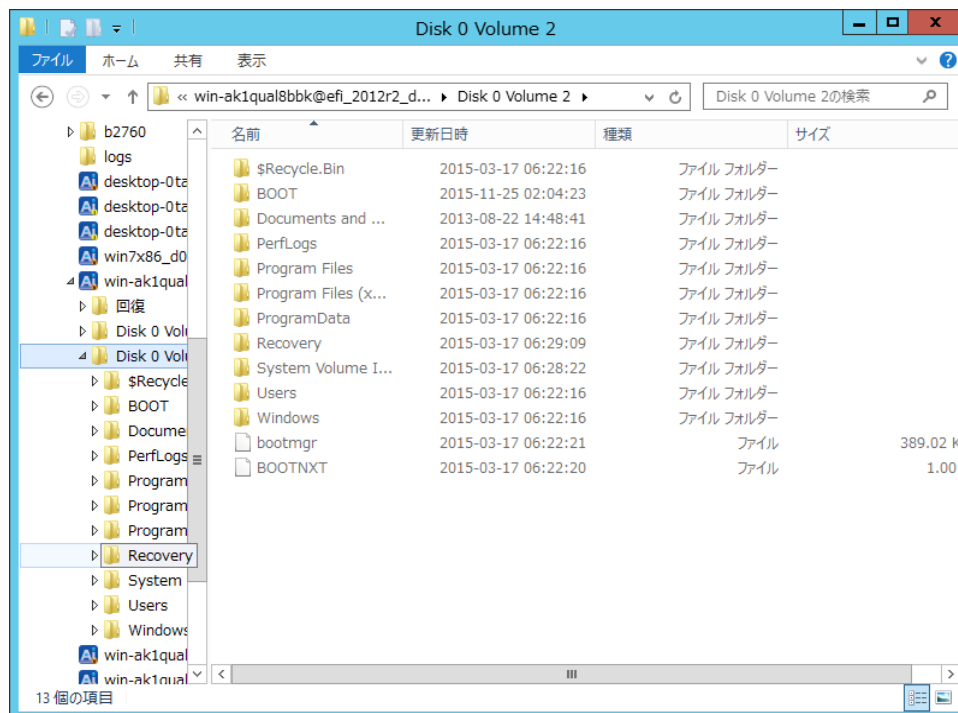 Disk 0 Volume 2
ファイル ホーム 共有 表示
« win-ak1qual8bbk@efi_2012r2_d... Disk 0 Volume 2
Disk 0 Volume 2の検索
b2760
logs
desktop-0ta
desktop-0ta
desktop-0ta
win7x86_d0
win-ak1qual
回復
Disk 0 Volu
Disk 0 Volu
$Recycle
BOOT
Docume
PerfLogs
Program
Program
Program
Recovery
System
Users
Windows
win-ak1qual
win-ak1qual
名前 更新日時 種類 サイズ
$Recycle.Bin 2015-03-17 06:22:16 ファイル フォルダー
BOOT 2015-11-25 02:04:23 ファイル フォルダー
Documents and ... 2013-08-22 14:48:41 ファイル フォルダー
PerfLogs 2015-03-17 06:22:16 ファイル フォルダー
Program Files 2015-03-17 06:22:16 ファイル フォルダー
Program Files (x... 2015-03-17 06:22:16 ファイル フォルダー
ProgramData 2015-03-17 06:22:16 ファイル フォルダー
Recovery 2015-03-17 06:29:09 ファイル フォルダー
System Volume I... 2015-03-17 06:28:22 ファイル フォルダー
Users 2015-03-17 06:22:16 ファイル フォルダー
Windows 2015-03-17 06:22:16 ファイル フォルダー
bootmgr 2015-03-17 06:22:21 ファイル 389.02 K
BOOTNXT 2015-03-17 06:22:20 ファイル 1.00
13 個の項目